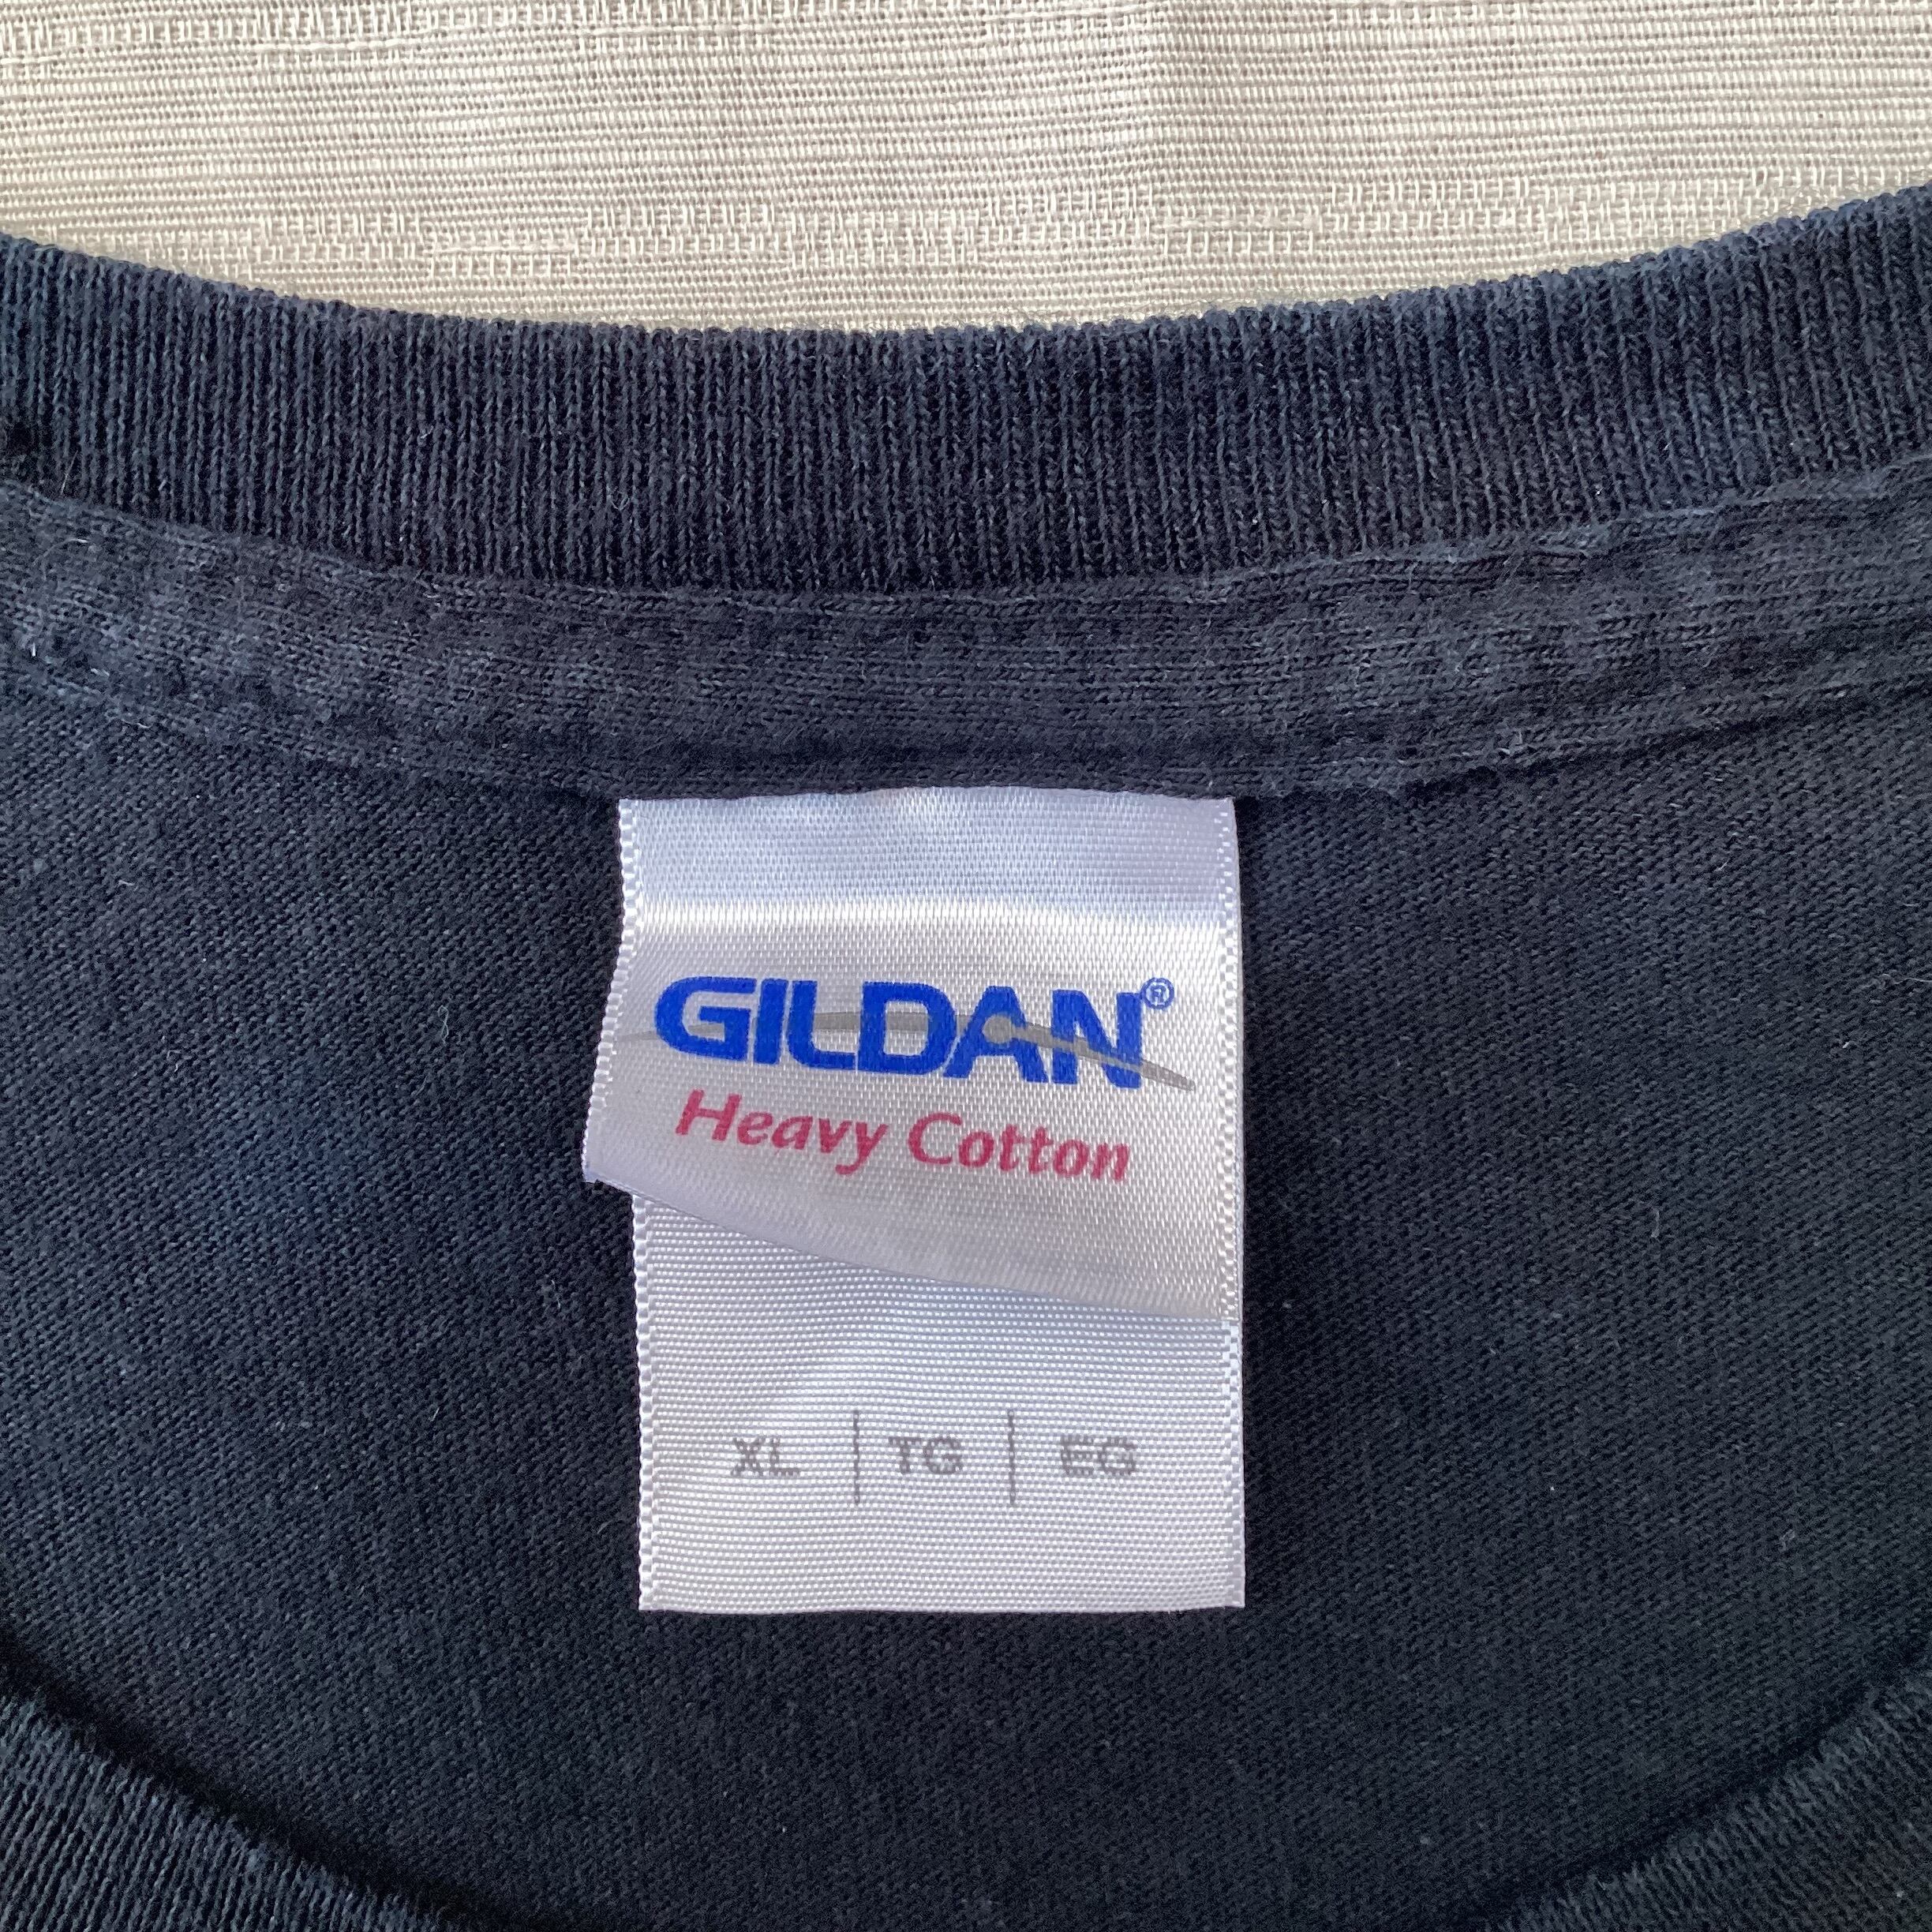 GILDAN®
Heavy Cotton
XL | TG | EG